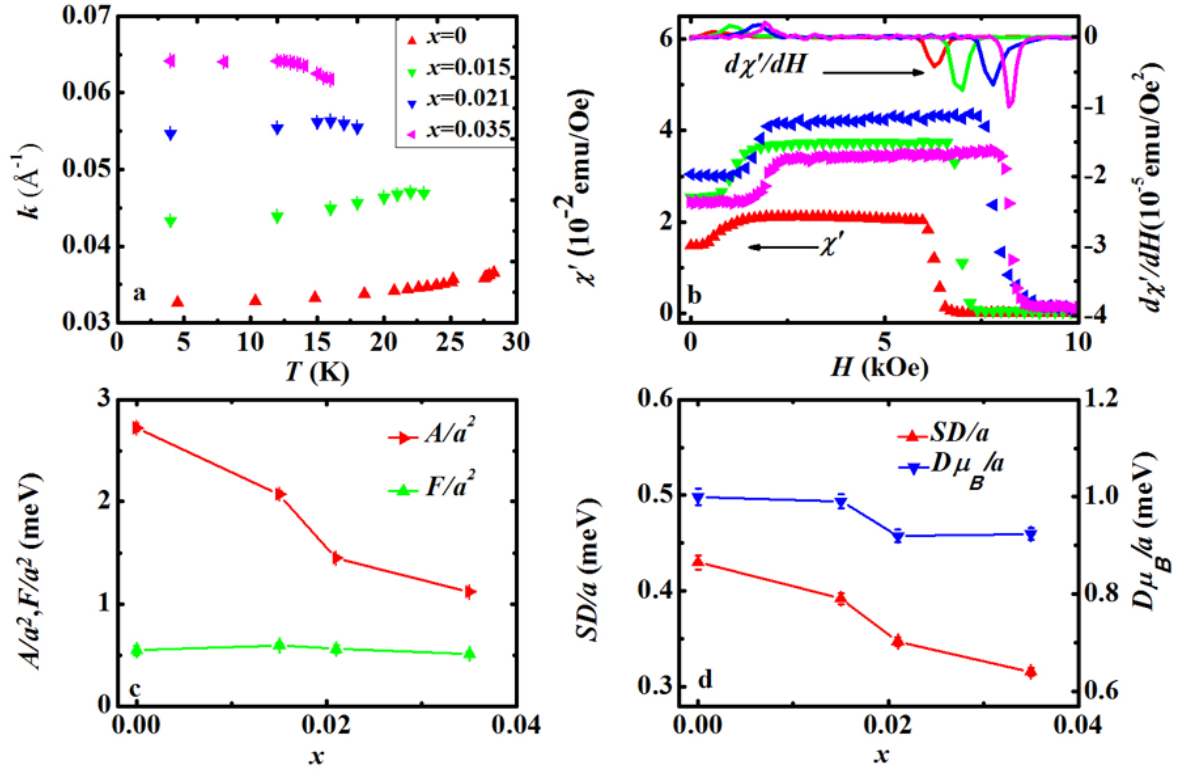 0.07
0.06
0.05
0.04
0.03
k (Å⁻¹)
x=0
x=0.015
x=0.021
x=0.035
a
0 5 10 15 20 25 30
T (K)
6
4
2
0
χ' (10⁻² emu/Oe)
dχ'/dH
χ'
b
0
-1
-2
-3
-4
dχ'/dH(10⁻⁵ emu/Oe²)
0 5 10
H (kOe)
3
2
1
0
A/a²,F/a² (meV)
A/a²
F/a²
c
0.00 0.02 0.04
x
0.6
0.5
0.4
0.3
SD/a (meV)
SD/a
Dμ_B/a
d
1.2
1.0
0.8
0.6
Dμ_B/a (meV)
0.00 0.02 0.04
x